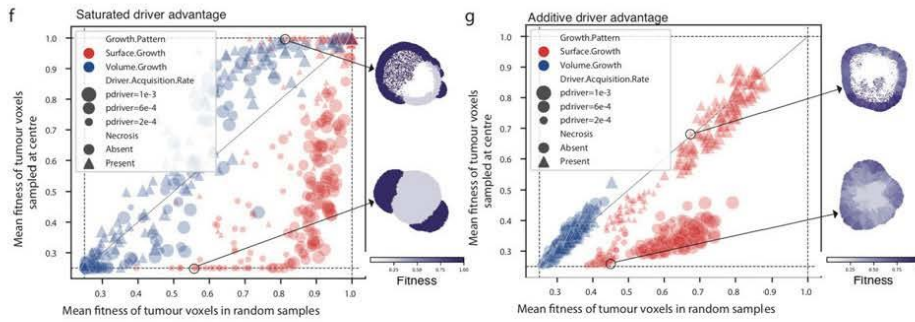 f
Saturated driver advantage
Mean fitness of tumour voxels
sampled at centre
1.0
0.9
0.8
0.7
0.6
0.5
0.4
0.3
Growth.Pattern
Surface.Growth
Volume.Growth
Driver.Acquisition.Rate
pdriver=1e-3
pdriver=6e-4
pdriver=2e-4
Necrosis
Absent
Present
0.3 0.4 0.5 0.6 0.7 0.8 0.9 1.0
Mean fitness of tumour voxels in random samples
0.25 0.50 0.75 1.00
Fitness
g
Additive driver advantage
Mean fitness of tumour voxels
sampled at centre
1.0
0.9
0.8
0.7
0.6
0.5
0.4
0.3
Growth.Pattern
Surface.Growth
Volume.Growth
Driver.Acquisition.Rate
pdriver=1e-3
pdriver=6e-4
pdriver=2e-4
Necrosis
Absent
Present
0.3 0.4 0.5 0.6 0.7 0.8 0.9 1.0
Mean fitness of tumour voxels in random samples
0.25 0.50 0.75
Fitness